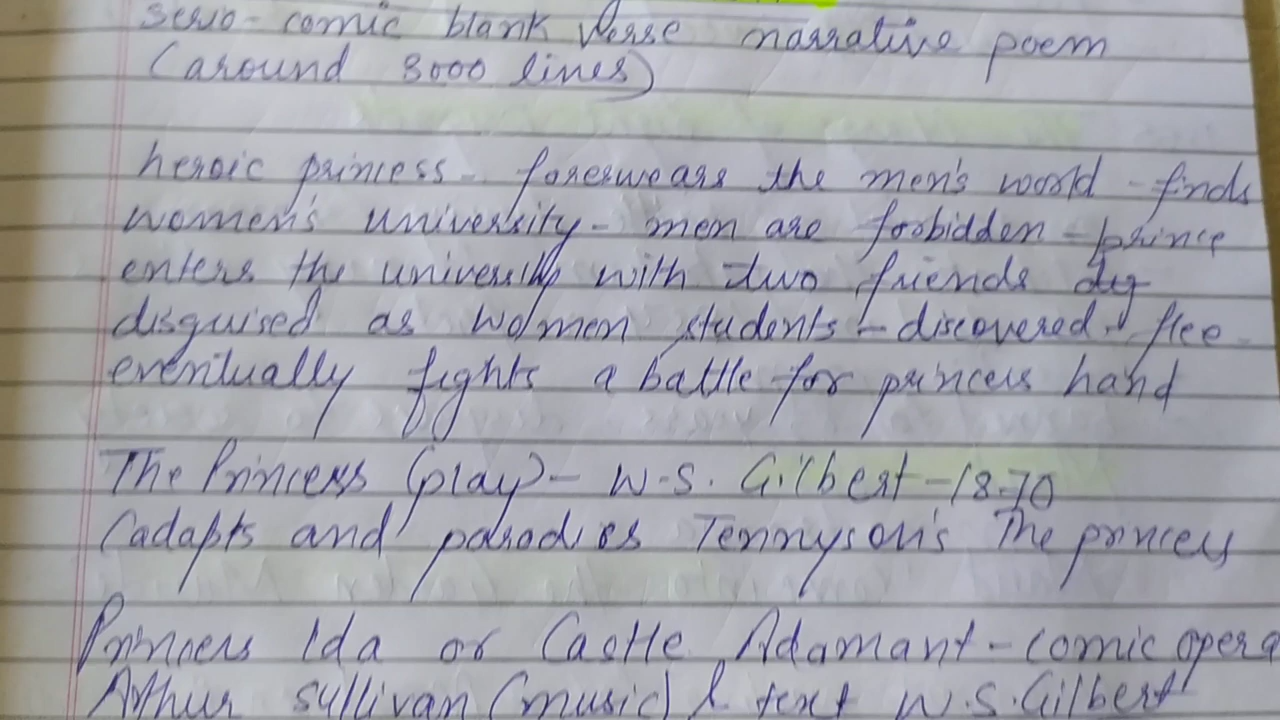 serio-comic blank verse narrative poem
(around 3000 lines)
heroic princess - foreswears the men's world - finds
women's university - men are forbidden - prince
enters the university with two friends
disguised as women students - discovered - flee -
eventually fights a battle for princess hand
The Princess (play) - W.S. Gilbert - 1870
(adapts and parodies Tennyson's The princess
Princess Ida or Castle Adamant - comic opera
Arthur Sullivan (music) & text W.S. Gilbert